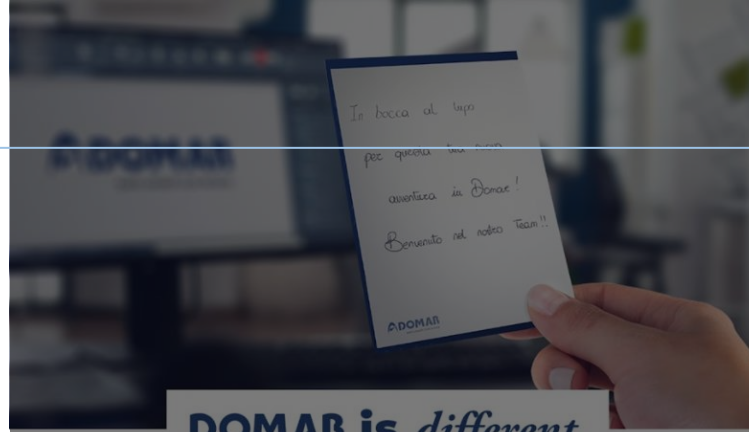 DOMAR
In bocca al lupo
per questa tua nuova
avventura in Domar!
Benvenuto nel nostro Team!!
DOMAR
DOMAR is different